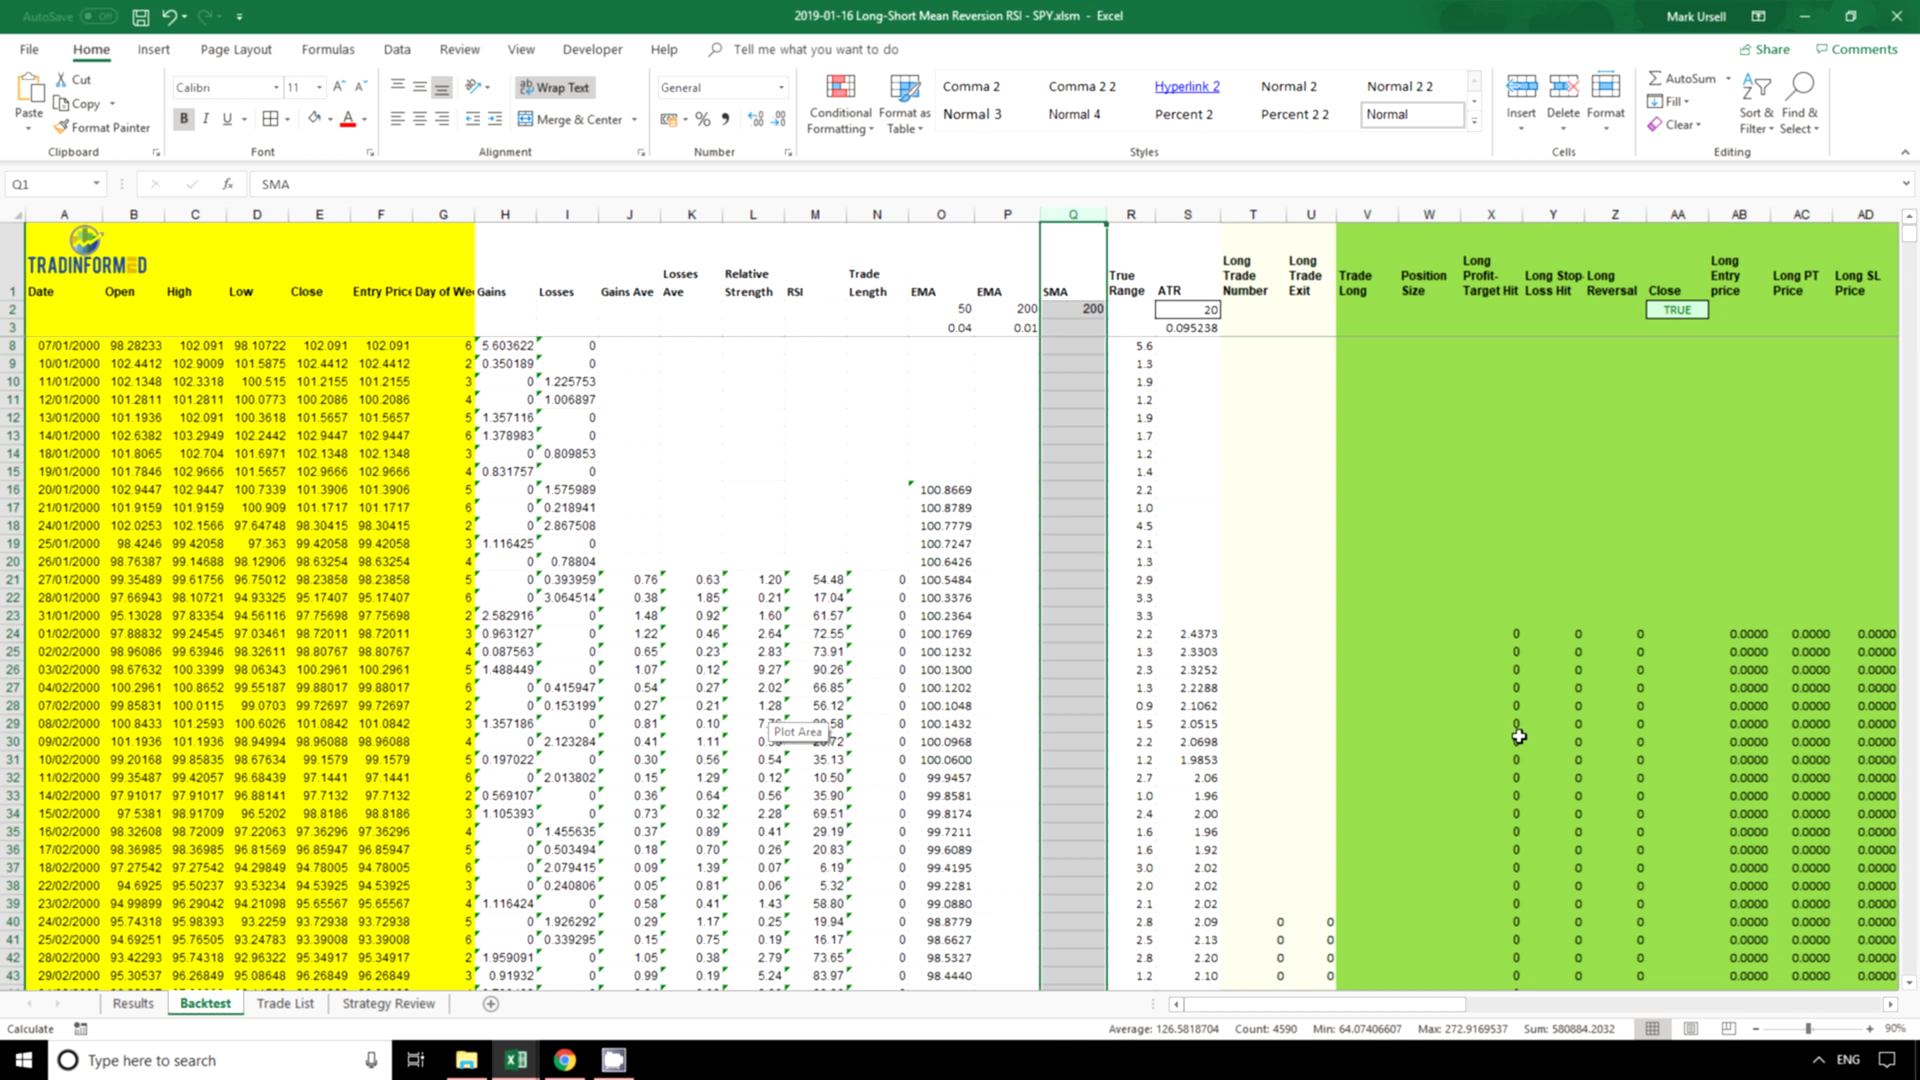 AutoSave Off
2019-01-16 Long-Short Mean Reversion RSI - SPY.xlsm - Excel
Mark Ursell
File Home Insert Draw Page Layout Formulas Data Review View Developer Help Tell me what you want to do
Share Comments
Paste Cut Copy Format Painter
Calibri 11
Wrap Text
Merge & Center
General
Conditional Formatting Format as Table
Comma 2 Comma 2 2 Hyperlink 2 Normal 2 Normal 2 2
Normal 3 Normal 4 Percent 2 Percent 2 2 Normal
Insert Delete Format
AutoSum Fill Clear
Sort & Filter Find & Select
Clipboard Font Alignment Number Styles Cells Editing
Q1 fx SMA
A B C D E F G H I J K L M N O P Q R S T U V W X Y Z AA AB AC AD
TRADINFORMED
1 Date Open High Low Close Entry Price Day of Wee Gains Losses Gains Ave Losses Ave Relative Strength RSI Trade Length EMA EMA SMA True Range ATR Long Trade Number Long Trade Exit Trade Long Position Size Long Profit-Target Hit Long Stop Loss Hit Long Reversal Close Long Entry price Long PT Price Long SL Price
2 50 200 200 20 TRUE
3 0.04 0.01 0.095238
8 07/01/2000 98.28233 102.091 98.10722 102.091 102.091 6 5.603622 0 5.6
9 10/01/2000 102.4412 102.9009 101.5875 102.4412 102.4412 2 0.350189 0 1.3
10 11/01/2000 102.1348 102.3318 100.515 101.2155 101.2155 3 0 1.225753 1.9
11 12/01/2000 101.2811 101.2811 100.0773 100.2086 100.2086 4 0 1.006897 1.2
12 13/01/2000 101.1936 102.091 100.3618 101.5657 101.5657 5 1.357116 0 1.9
13 14/01/2000 102.6382 103.2949 102.2442 102.9447 102.9447 6 1.378983 0 1.7
14 18/01/2000 101.8065 102.704 101.6971 102.1348 102.1348 3 0 0.809853 1.2
15 19/01/2000 101.7846 102.9666 101.5657 102.9666 102.9666 4 0.831757 0 1.4
16 20/01/2000 102.9447 102.9447 100.7339 101.3906 101.3906 5 0 1.575989 100.8669 2.2
17 21/01/2000 101.9159 101.9159 100.909 101.1717 101.1717 6 0 0.218941 100.8789 1.0
18 24/01/2000 102.0253 102.1566 97.64748 98.30415 98.30415 2 0 2.867508 100.7779 4.5
19 25/01/2000 98.4246 99.42058 97.363 99.42058 99.42058 3 1.116425 0 100.7247 2.1
20 26/01/2000 98.76387 99.14688 98.12906 98.63254 98.63254 4 0 0.78804 100.6426 1.3
21 27/01/2000 99.35489 99.61756 96.75012 98.23858 98.23858 5 0 0.393959 0.76 0.63 1.20 54.48 0 100.5484 2.9
22 28/01/2000 97.66943 98.10721 94.93325 95.17407 95.17407 6 0 3.064514 0.38 1.85 0.21 17.04 0 100.3376 3.3
23 31/01/2000 95.13028 97.83354 94.56116 97.75698 97.75698 2 2.582916 0 1.48 0.92 1.60 61.57 0 100.2364 3.3
24 01/02/2000 97.88832 99.24545 97.03461 98.72011 98.72011 3 0.963127 0 1.22 0.46 2.64 72.55 0 100.1769 2.2 2.4373 0 0 0 0.0000 0.0000 0.0000
25 02/02/2000 98.96086 99.63946 98.32611 98.80767 98.80767 4 0.087563 0 0.65 0.23 2.83 73.91 0 100.1232 1.3 2.3303 0 0 0 0.0000 0.0000 0.0000
26 03/02/2000 98.67632 100.3399 98.06343 100.2961 100.2961 5 1.488449 0 1.07 0.12 9.27 90.26 0 100.1300 2.3 2.3252 0 0 0 0.0000 0.0000 0.0000
27 04/02/2000 100.2961 100.8652 99.55187 99.88017 99.88017 6 0 0.415947 0.54 0.27 2.02 66.85 0 100.1202 1.3 2.2288 0 0 0 0.0000 0.0000 0.0000
28 07/02/2000 99.85831 100.0115 99.0703 99.72697 99.72697 2 0 0.153199 0.27 0.21 1.28 56.12 0 100.1048 0.9 2.1062 0 0 0 0.0000 0.0000 0.0000
29 08/02/2000 100.8433 101.2593 100.6026 101.0842 101.0842 3 1.357186 0 0.81 0.10 0 100.1432 1.5 2.0515 0 0 0.0000 0.0000 0.0000
Plot Area
30 09/02/2000 101.1936 101.1936 98.94994 98.96088 98.96088 4 0 2.123284 0.41 1.11 0 100.0968 2.2 2.0698 0 0 0.0000 0.0000 0.0000
31 10/02/2000 99.20168 99.85835 98.67634 99.1579 99.1579 5 0.197022 0 0.30 0.56 0.54 35.13 0 100.0600 1.2 1.9853 0 0 0 0.0000 0.0000 0.0000
32 11/02/2000 99.35487 99.42057 96.68439 97.1441 97.1441 6 0 2.013802 0.15 1.29 0.12 10.50 0 99.9457 2.7 2.06 0 0 0 0.0000 0.0000 0.0000
33 14/02/2000 97.91017 97.91017 96.88141 97.7132 97.7132 2 0.569107 0 0.36 0.64 0.56 35.90 0 99.8581 1.0 1.96 0 0 0 0.0000 0.0000 0.0000
34 15/02/2000 97.5381 98.91709 96.5202 98.8186 98.8186 3 1.105393 0 0.73 0.32 2.28 69.51 0 99.8174 2.4 2.00 0 0 0 0.0000 0.0000 0.0000
35 16/02/2000 98.32608 98.72009 97.22063 97.36296 97.36296 4 0 1.455635 0.37 0.89 0.41 29.19 0 99.7211 1.6 1.96 0 0 0 0.0000 0.0000 0.0000
36 17/02/2000 98.36985 98.36985 96.81569 96.85947 96.85947 5 0 0.503494 0.18 0.70 0.26 20.83 0 99.6089 1.6 1.92 0 0 0 0.0000 0.0000 0.0000
37 18/02/2000 97.27542 97.27542 94.29849 94.78005 94.78005 6 0 2.079415 0.09 1.39 0.07 6.19 0 99.4195 3.0 2.02 0 0 0 0.0000 0.0000 0.0000
38 22/02/2000 94.6925 95.50237 93.53234 94.53925 94.53925 3 0 0.240806 0.05 0.81 0.06 5.32 0 99.2281 2.0 2.02 0 0 0 0.0000 0.0000 0.0000
39 23/02/2000 94.99899 96.29042 94.21098 95.65567 95.65567 4 1.116424 0 0.58 0.41 1.43 58.80 0 99.0880 2.1 2.02 0 0 0 0.0000 0.0000 0.0000
40 24/02/2000 95.74318 95.98393 93.2259 93.72938 93.72938 5 0 1.926292 0.29 1.17 0.25 19.94 0 98.8779 2.8 2.09 0 0 0 0 0 0.0000 0.0000 0.0000
41 25/02/2000 94.69251 95.76505 93.24783 93.39008 93.39008 6 0 0.339295 0.15 0.75 0.19 16.17 0 98.6627 2.5 2.13 0 0 0 0 0 0.0000 0.0000 0.0000
42 28/02/2000 93.42293 95.74318 92.96322 95.34917 95.34917 2 1.959091 0 1.05 0.38 2.79 73.65 0 98.5327 2.8 2.20 0 0 0 0 0 0.0000 0.0000 0.0000
43 29/02/2000 95.30537 96.26849 95.08648 96.26849 96.26849 3 0.91932 0 0.99 0.19 5.24 83.97 0 98.4440 1.2 2.10 0 0 0 0 0 0.0000 0.0000 0.0000
Results Backtest Trade List Strategy Review
Calculate Average: 126.5818704 Count: 4590 Min: 64.07406607 Max: 272.9169537 Sum: 580884.2032 90%
Type here to search ENG